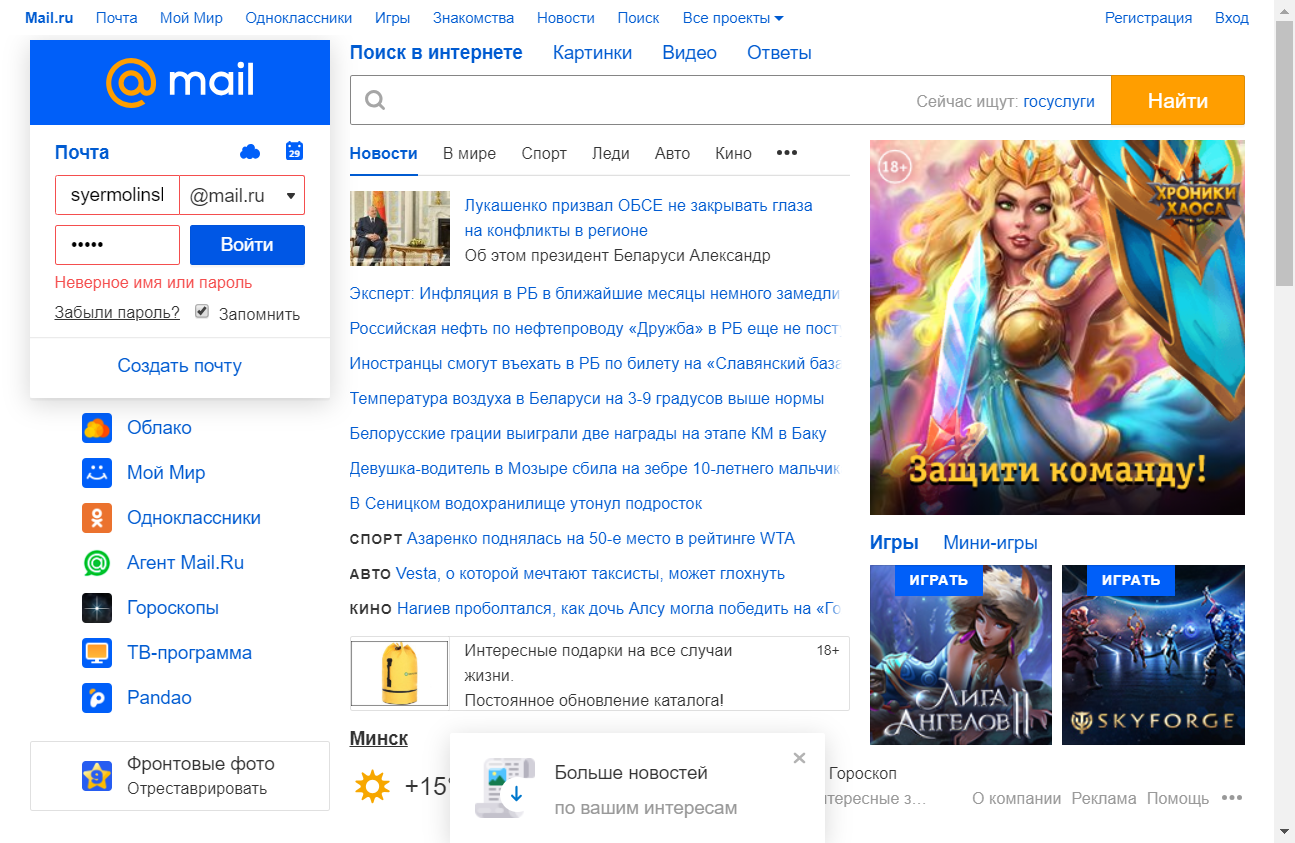 Mail.ru Почта Мой Мир Одноклассники Игры Знакомства Новости Поиск Все проекты Регистрация Вход
mail
Почта
29
syermolinsl @mail.ru
•••••
Войти
Неверное имя или пароль
Забыли пароль? Запомнить
Создать почту
Облако
Мой Мир
Одноклассники
Агент Mail.Ru
Гороскопы
ТВ-программа
Pandao
9
Фронтовые фото
Отреставрировать
Поиск в интернете Картинки Видео Ответы
Сейчас ищут: госуслуги
Найти
Новости В мире Спорт Леди Авто Кино •••
Лукашенко призвал ОБСЕ не закрывать глаза
на конфликты в регионе
Об этом президент Беларуси Александр
Эксперт: Инфляция в РБ в ближайшие месяцы немного замедли
Российская нефть по нефтепроводу «Дружба» в РБ еще не пост
Иностранцы смогут въехать в РБ по билету на «Славянский база
Температура воздуха в Беларуси на 3-9 градусов выше нормы
Белорусские грации выиграли две награды на этапе КМ в Баку
Девушка-водитель в Мозыре сбила на зебре 10-летнего мальчик
В Сеницком водохранилище утонул подросток
СПОРТ Азаренко поднялась на 50-е место в рейтинге WTA
АВТО Vesta, о которой мечтают таксисты, может глохнуть
КИНО Нагиев проболтался, как дочь Алсу могла победить на «Го
Интересные подарки на все случаи
жизни.
Постоянное обновление каталога!
18+
Минск
+15°
Больше новостей
по вашим интересам
18+
ХРОНИКИ
ХАОСА
Защити команду!
Игры Мини-игры
ИГРАТЬ
ЛИГА
АНГЕЛОВ II
ИГРАТЬ
SKYFORGE
Гороскоп
тересные з...
О компании Реклама Помощь •••